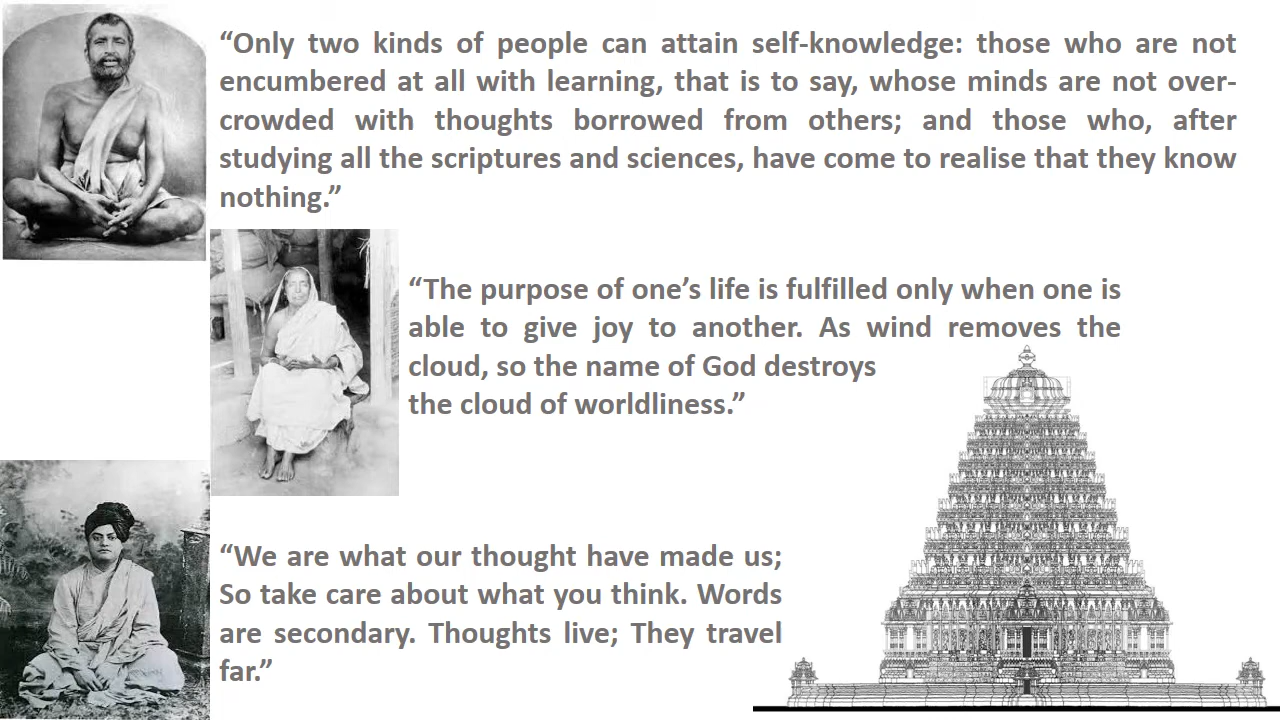 “Only two kinds of people can attain self-knowledge: those who are not
encumbered at all with learning, that is to say, whose minds are not over-
crowded with thoughts borrowed from others; and those who, after
studying all the scriptures and sciences, have come to realise that they know
nothing.”
“The purpose of one’s life is fulfilled only when one is
able to give joy to another. As wind removes the
cloud, so the name of God destroys
the cloud of worldliness.”
“We are what our thought have made us;
So take care about what you think. Words
are secondary. Thoughts live; They travel
far.”